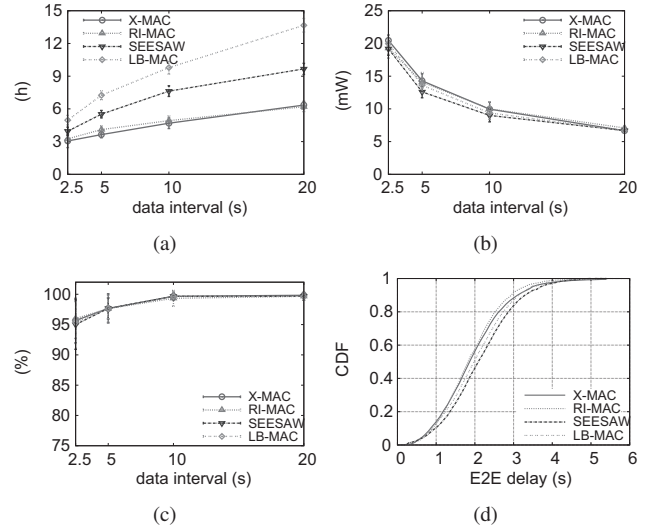 15
12
9
6
3
0
(h)
X-MAC
RI-MAC
SEESAW
LB-MAC
2.5 5 10 20
data interval (s)
(a)
25
20
15
10
5
0
(mW)
X-MAC
RI-MAC
SEESAW
LB-MAC
2.5 5 10 20
data interval (s)
(b)
100
95
90
85
80
75
(%)
X-MAC
RI-MAC
SEESAW
LB-MAC
2.5 5 10 20
data interval (s)
(c)
1
0.8
0.6
0.4
0.2
0
CDF
X-MAC
RI-MAC
SEESAW
LB-MAC
0 1 2 3 4 5 6
E2E delay (s)
(d)